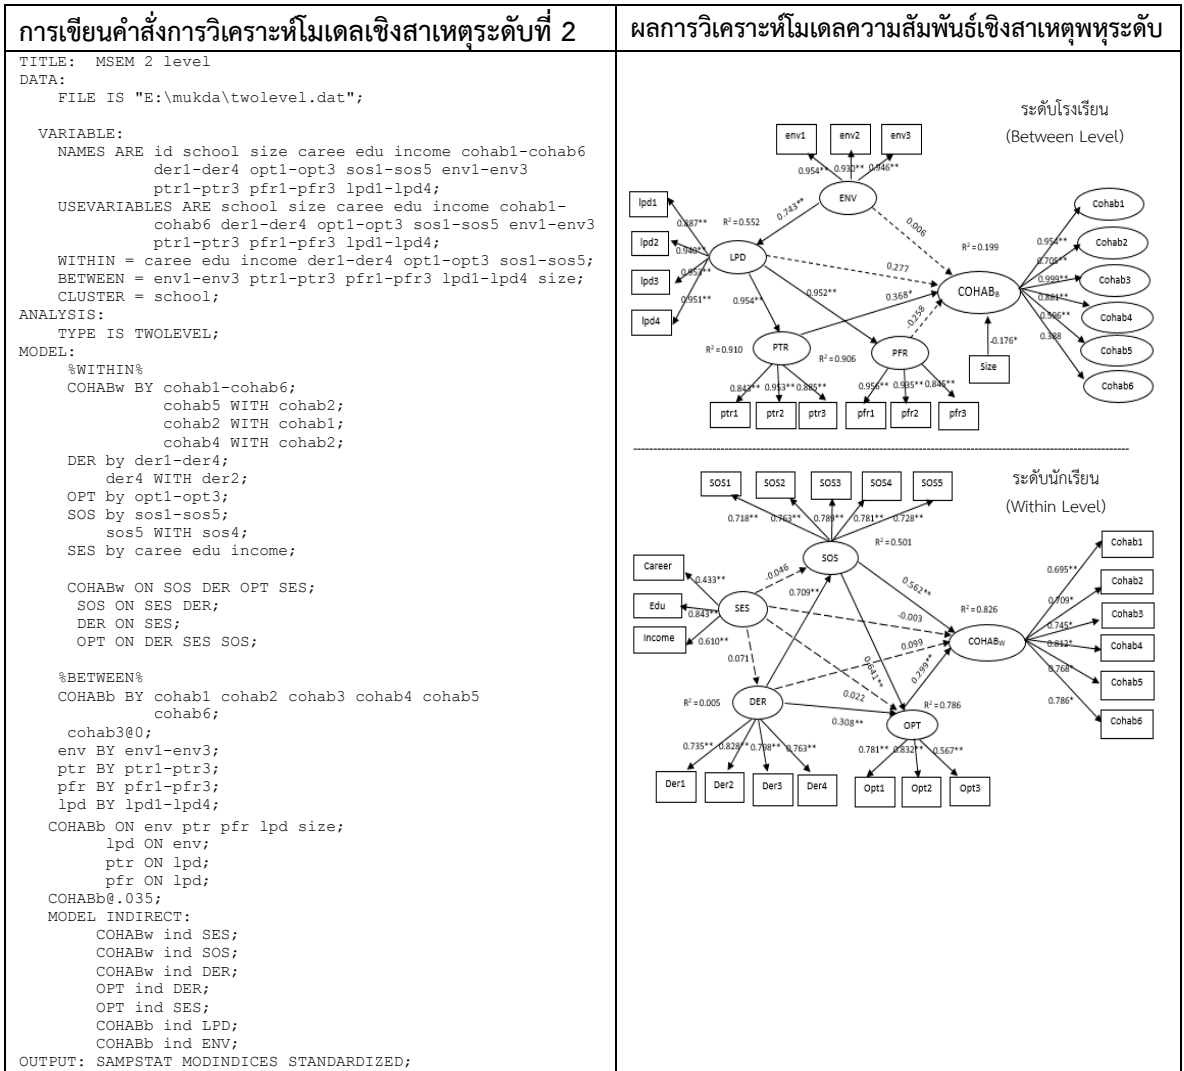 การเขียนคำสั่งการวิเคราะห์โมเดลเชิงสาเหตุระดับที่ 2
TITLE: MSEM 2 level
DATA:
FILE IS "E:\mukda\twolevel.dat";
VARIABLE:
NAMES ARE id school size caree edu income cohab1-cohab6
der1-der4 opt1-opt3 sos1-sos5 env1-env3
ptr1-ptr3 pfr1-pfr3 lpd1-lpd4;
USEVARIABLES ARE school size caree edu income cohab1-
cohab6 der1-der4 opt1-opt3 sos1-sos5 env1-env3
ptr1-ptr3 pfr1-pfr3 lpd1-lpd4;
WITHIN = caree edu income der1-der4 opt1-opt3 sos1-sos5;
BETWEEN = env1-env3 ptr1-ptr3 pfr1-pfr3 lpd1-lpd4 size;
CLUSTER = school;
ANALYSIS:
TYPE IS TWOLEVEL;
MODEL:
%WITHIN%
COHABw BY cohab1-cohab6;
cohab5 WITH cohab2;
cohab2 WITH cohab1;
cohab4 WITH cohab2;
DER by der1-der4;
der4 WITH der2;
OPT by opt1-opt3;
SOS by sos1-sos5;
sos5 WITH sos4;
SES by caree edu income;
COHABw ON SOS DER OPT SES;
SOS ON SES DER;
DER ON SES;
OPT ON DER SES SOS;
%BETWEEN%
COHABb BY cohab1 cohab2 cohab3 cohab4 cohab5
cohab6;
cohab3@0;
env BY env1-env3;
ptr BY ptr1-ptr3;
pfr BY pfr1-pfr3;
lpd BY lpd1-lpd4;
COHABb ON env ptr pfr lpd size;
lpd ON env;
ptr ON lpd;
pfr ON lpd;
COHABb@.035;
MODEL INDIRECT:
COHABw ind SES;
COHABw ind SOS;
COHABw ind DER;
OPT ind DER;
OPT ind SES;
COHABb ind LPD;
COHABb ind ENV;
OUTPUT: SAMPSTAT MODINDICES STANDARDIZED;
ผลการวิเคราะห์โมเดลความสัมพันธ์เชิงสาเหตุพหุระดับ
ระดับโรงเรียน
(Between Level)
env1 env2 env3
0.954** 0.930** 0.946**
ENV
lpd1
lpd2
lpd3
lpd4
0.887**
0.940**
0.953**
0.951**
R² = 0.552
0.743**
0.006
LPD
0.277
R² = 0.199
COHABB
Cohab1
Cohab2
Cohab3
Cohab4
Cohab5
Cohab6
0.954**
0.705**
0.999**
0.881**
0.596**
0.388
0.954**
0.952**
0.368*
-0.258
-0.176*
Size
R² = 0.910
PTR
R² = 0.906
PFR
0.843** 0.953** 0.885**
0.956** 0.935** 0.845**
ptr1 ptr2 ptr3
pfr1 pfr2 pfr3
ระดับนักเรียน
(Within Level)
SOS1 SOS2 SOS3 SOS4 SOS5
0.718** 0.763** 0.789** 0.781** 0.728**
R² = 0.501
SOS
Career
Edu
Income
0.433**
0.843**
0.610**
SES
-0.046
0.709**
0.562**
-0.003
0.099
R² = 0.826
COHABW
Cohab1
Cohab2
Cohab3
Cohab4
Cohab5
Cohab6
0.695**
0.709*
0.745*
0.812*
0.768*
0.786*
0.071
0.641**
0.299**
0.022
R² = 0.005
DER
0.308**
R² = 0.786
OPT
0.735** 0.828** 0.798** 0.763**
0.781** 0.832** 0.567**
Der1 Der2 Der3 Der4
Opt1 Opt2 Opt3